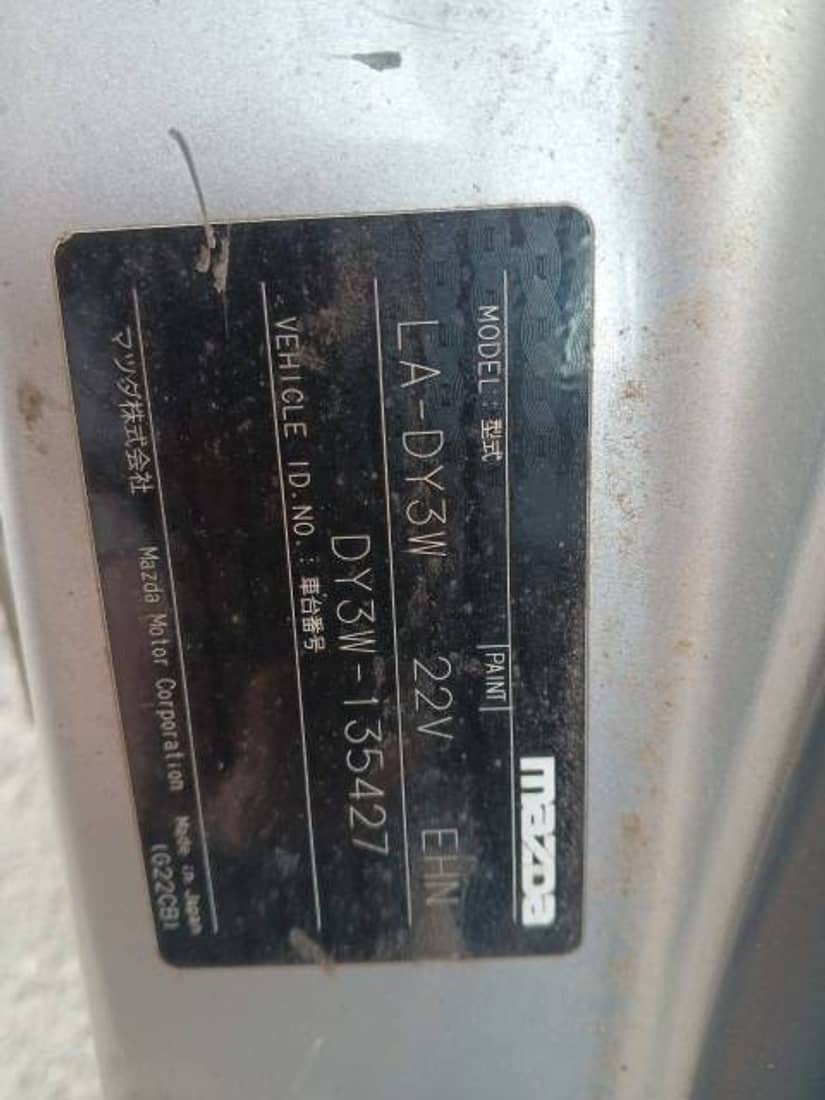 mazda
MODEL:型式 PAINT
LA-DY3W 22V EHN
VEHICLE ID.NO.:車台番号
DY3W-135427
マツダ株式会社 Mazda Motor Corporation Made in Japan
(G22CB)